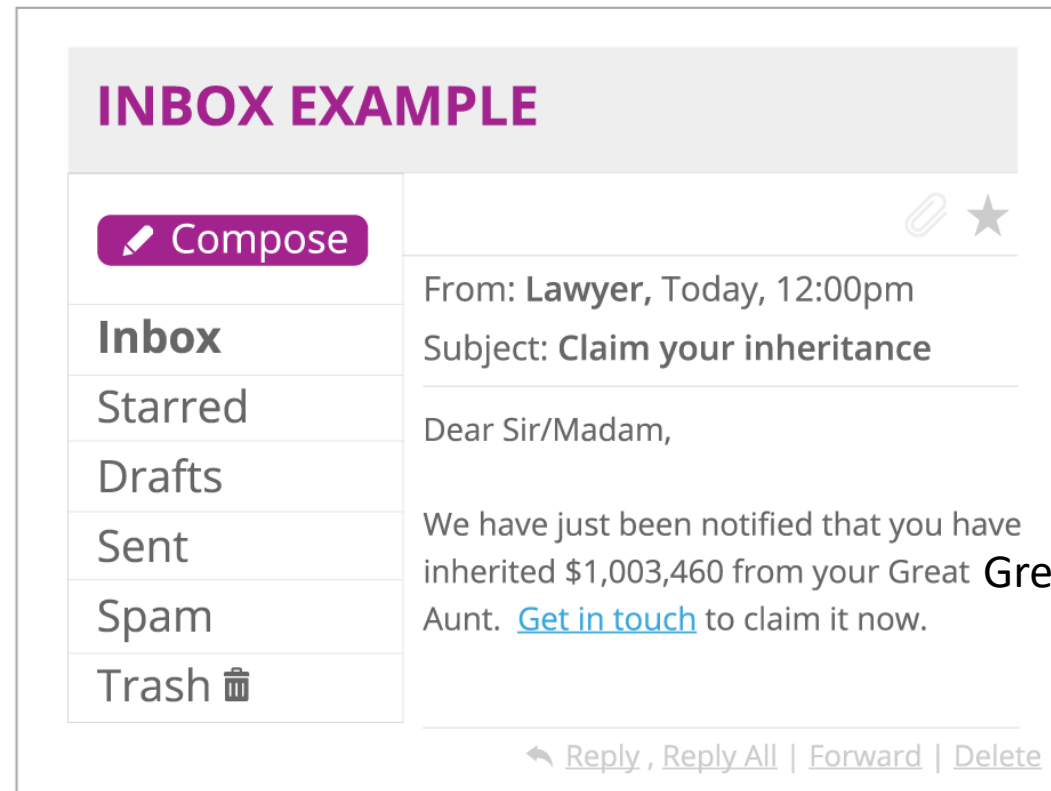 INBOX EXAMPLE
Compose
Inbox
Starred
Drafts
Sent
Spam
Trash
From: Lawyer, Today, 12:00pm
Subject: Claim your inheritance
Dear Sir/Madam,
We have just been notified that you have
inherited $1,003,460 from your Great Gre
Aunt. Get in touch to claim it now.
Reply , Reply All | Forward | Delete